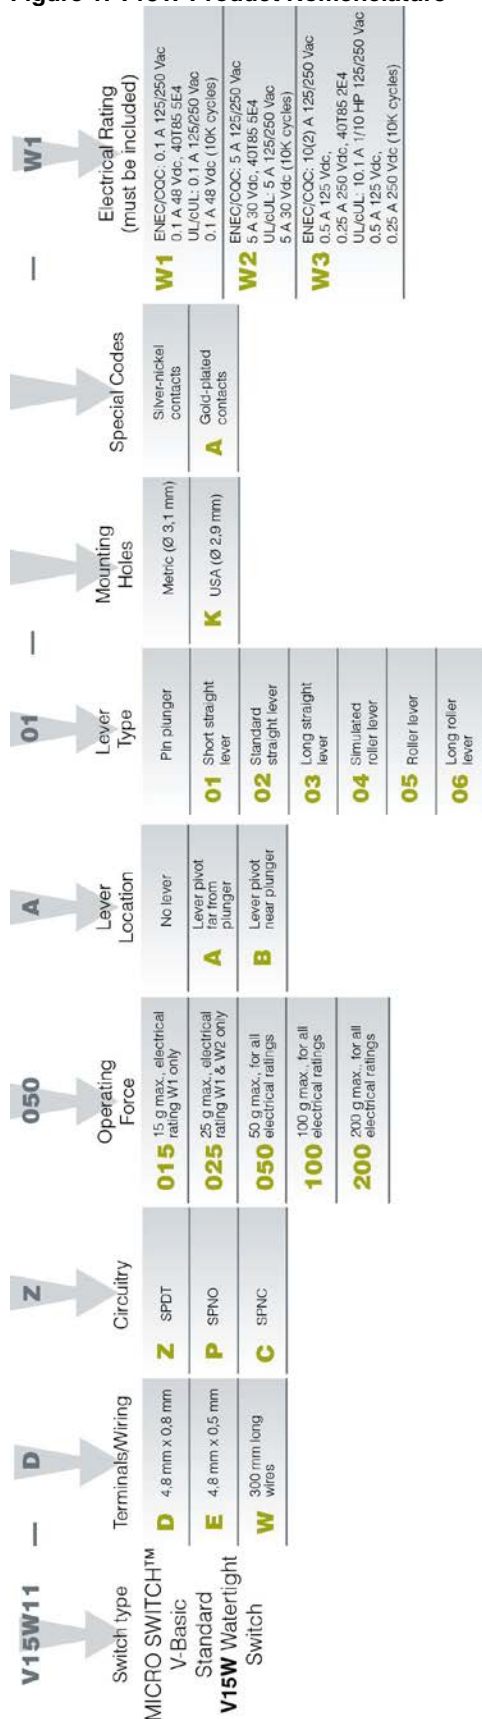 Figure 1. V15W Product Nomenclature
V15W11
—
D
Z
050
A
01
—
—
W1
Switch type
MICRO SWITCH™
V-Basic
Standard
V15W Watertight
Switch
Terminals/Wiring
D 4,8 mm x 0,8 mm
E 4,8 mm x 0,5 mm
W 300 mm long
wires
Circuitry
Z SPDT
P SPNO
C SPNC
Operating
Force
015 15 g max., electrical
rating W1 only
025 25 g max., electrical
rating W1 & W2 only
050 50 g max., for all
electrical ratings
100 100 g max., for all
electrical ratings
200 200 g max., for all
electrical ratings
Lever
Location
No lever
A Lever pivot
far from
plunger
B Lever pivot
near plunger
Lever
Type
Pin plunger
01 Short straight
lever
02 Standard
straight lever
03 Long straight
lever
04 Simulated
roller lever
05 Roller lever
06 Long roller
lever
Mounting
Holes
Metric (Ø 3,1 mm)
K USA (Ø 2,9 mm)
Special Codes
Silver-nickel
contacts
A Gold-plated
contacts
Electrical Rating
(must be included)
W1 ENEC/CQC: 0.1 A 125/250 Vac
0.1 A 48 Vdc, 40T85 5E4
UL/cUL: 0.1 A 125/250 Vac
0.1 A 48 Vdc (10K cycles)
W2 ENEC/CQC: 5 A 125/250 Vac
5 A 30 Vdc, 40T85 5E4
UL/cUL: 5 A 125/250 Vac
5 A 30 Vdc (10K cycles)
W3 ENEC/CQC: 10(2) A 125/250 Vac
0.5 A 125 Vdc,
0.25 A 250 Vdc, 40T85 2E4
UL/cUL: 10.1 A 1/10 HP 125/250 Vac
0.5 A 125 Vdc,
0.25 A 250 Vdc (10K cycles)